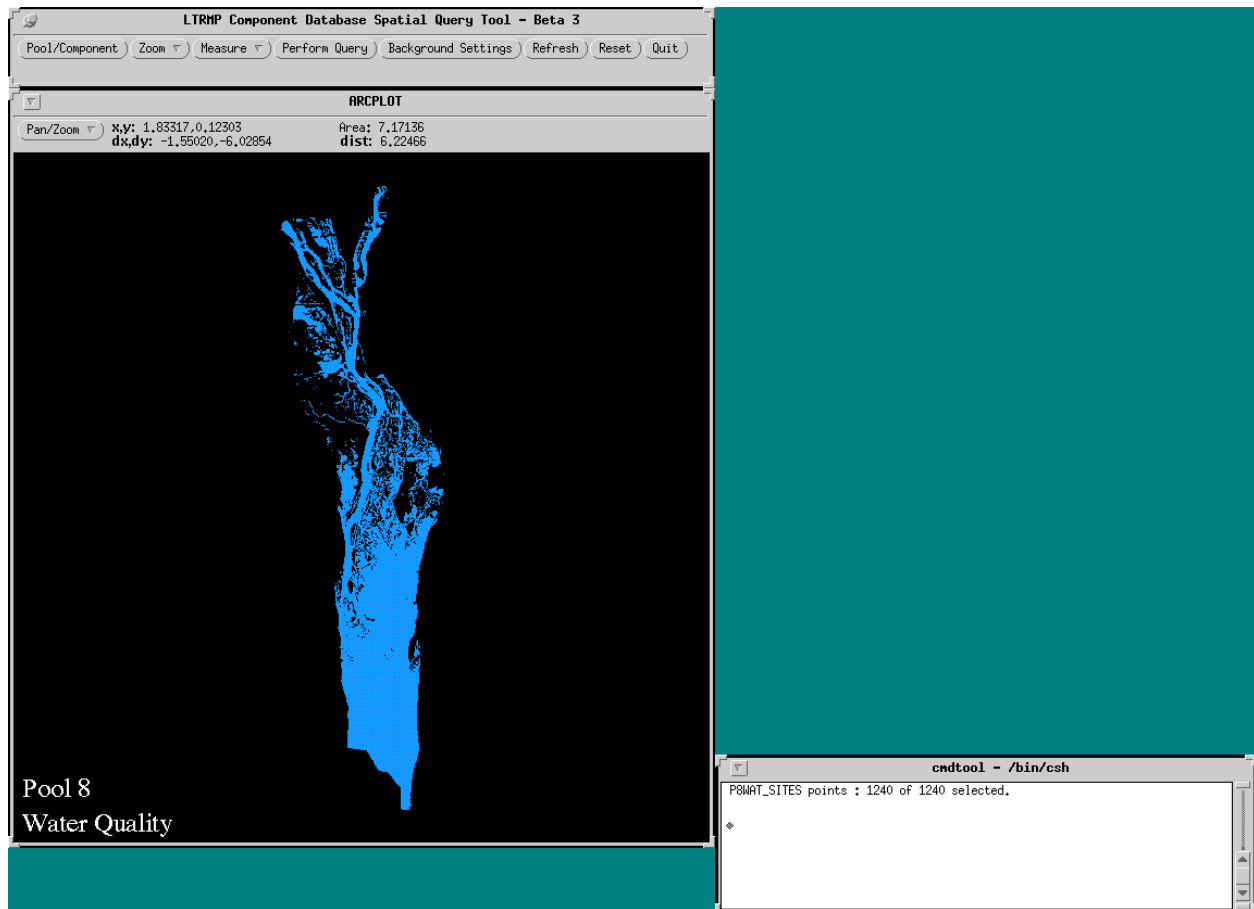 LTRMP Component Database Spatial Query Tool - Beta 3
Pool/Component Zoom Measure Perform Query Background Settings Refresh Reset Quit
ARCPLOT
Pan/Zoom x,y: 1.83317,0.12303 Area: 7.17136
dx,dy: -1.55020,-6.02854 dist: 6.22466
Pool 8
Water Quality
cmdtool - /bin/csh
P8WAT_SITES points : 1240 of 1240 selected.